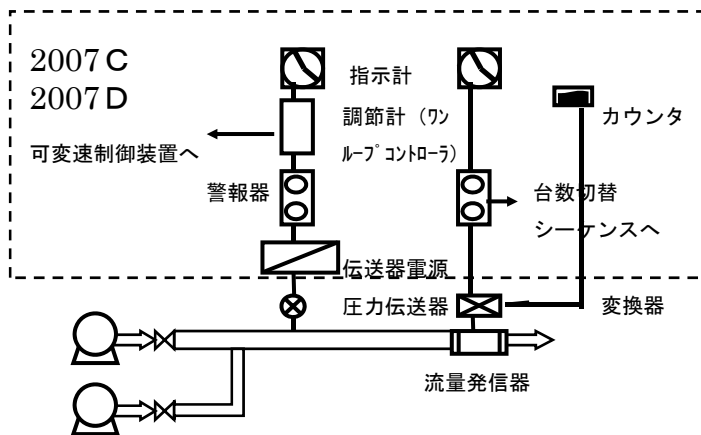 2007C
2007D
指示計
調節計（ﾜﾝ
ﾙｰﾌﾟｺﾝﾄﾛｰﾗ）
カウンタ
可変速制御装置へ
警報器
台数切替
シーケンスへ
伝送器電源
圧力伝送器
変換器
流量発信器